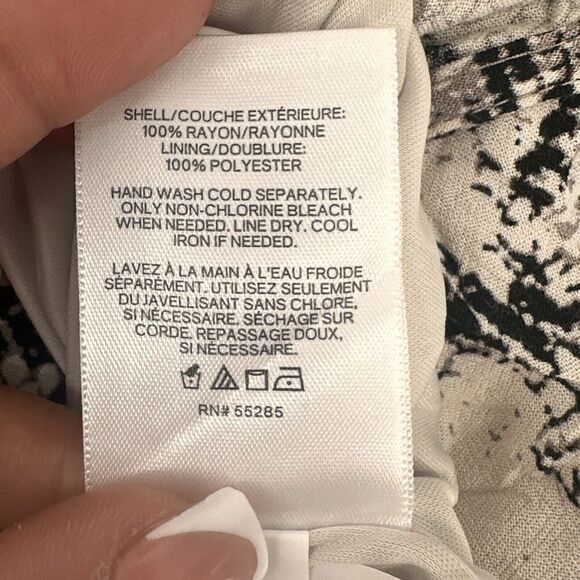 SHELL/COUCHE EXTÉRIEURE:
100% RAYON/RAYONNE
LINING/DOUBLURE:
100% POLYESTER
HAND WASH COLD SEPARATELY.
ONLY NON-CHLORINE BLEACH
WHEN NEEDED. LINE DRY. COOL
IRON IF NEEDED.
LAVEZ À LA MAIN À L'EAU FROIDE
SÉPARÉMENT. UTILISEZ SEULEMENT
DU JAVELLISANT SANS CHLORE,
SI NÉCESSAIRE. SÉCHAGE SUR
CORDE. REPASSAGE DOUX,
SI NÉCESSAIRE.
RN# 55285